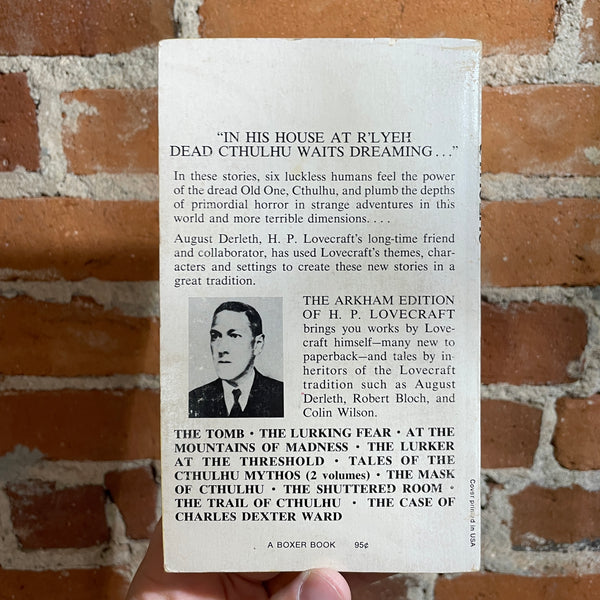 "IN HIS HOUSE AT R'LYEH
DEAD CTHULHU WAITS DREAMING..."
In these stories, six luckless humans feel the power
of the dread Old One, Cthulhu, and plumb the depths
of primordial horror in strange adventures in this
world and more terrible dimensions. . . .
August Derleth, H. P. Lovecraft's long-time friend
and collaborator, has used Lovecraft's themes, char-
acters and settings to create these new stories in a
great tradition.
THE ARKHAM EDITION
OF H. P. LOVECRAFT
brings you works by Love-
craft himself—many new to
paperback—and tales by in-
heritors of the Lovecraft
tradition such as August
Derleth, Robert Bloch, and
Colin Wilson.
THE TOMB · THE LURKING FEAR · AT THE
MOUNTAINS OF MADNESS · THE LURKER
AT THE THRESHOLD · TALES OF THE
CTHULHU MYTHOS (2 volumes) · THE MASK
OF CTHULHU · THE SHUTTERED ROOM ·
THE TRAIL OF CTHULHU · THE CASE OF
CHARLES DEXTER WARD
A BOXER BOOK 95¢
Cover printed in USA